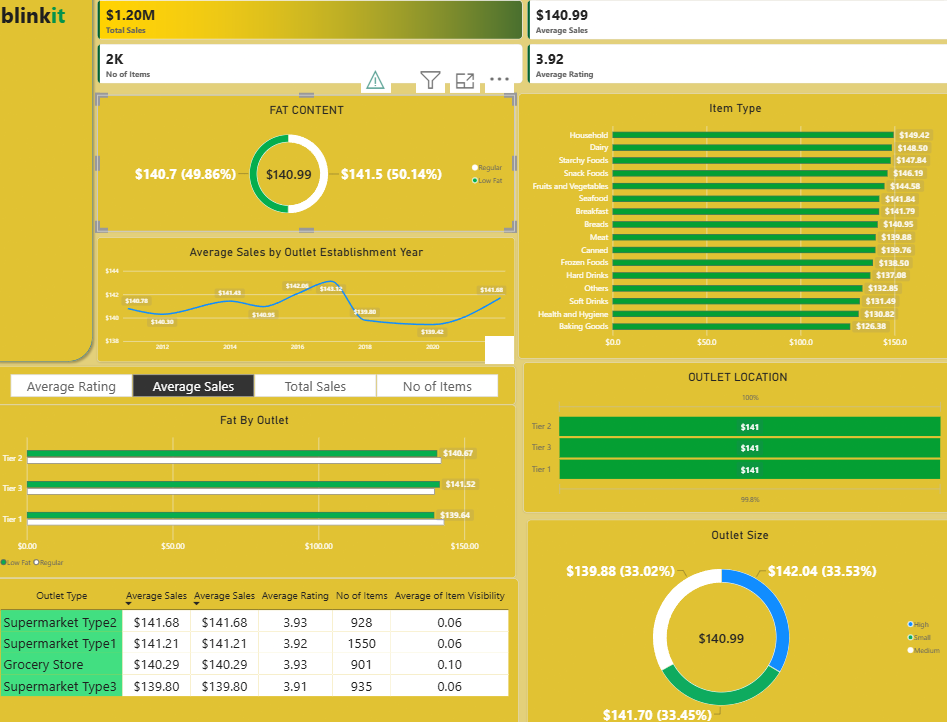 blinkit
$1.20M
Total Sales
$140.99
Average Sales
2K
No of Items
3.92
Average Rating
FAT CONTENT
$140.7 (49.86%)
$140.99
$141.5 (50.14%)
Regular
Low Fat
Average Sales by Outlet Establishment Year
$144
$142
$140
$138
$140.78
$140.30
$141.43
$140.95
$142.06
$143.12
$139.80
$139.42
$141.68
2012
2014
2016
2018
2020
Item Type
Household $149.42
Dairy $148.50
Starchy Foods $147.84
Snack Foods $146.19
Fruits and Vegetables $144.58
Seafood $141.84
Breakfast $141.79
Breads $140.95
Meat $139.88
Canned $139.76
Frozen Foods $138.50
Hard Drinks $137.08
Others $132.85
Soft Drinks $131.49
Health and Hygiene $130.82
Baking Goods $126.38
$0.0 $50.0 $100.0 $150.0
Average Rating Average Sales Total Sales No of Items
Fat By Outlet
Tier 2 $140.67
Tier 3 $141.52
Tier 1 $139.64
$0.00 $50.00 $100.00 $150.00
Low Fat Regular
OUTLET LOCATION
100%
Tier 2 $141
Tier 3 $141
Tier 1 $141
99.8%
Outlet Type Average Sales Average Sales Average Rating No of Items Average of Item Visibility
Supermarket Type2 $141.68 $141.68 3.93 928 0.06
Supermarket Type1 $141.21 $141.21 3.92 1550 0.06
Grocery Store $140.29 $140.29 3.93 901 0.10
Supermarket Type3 $139.80 $139.80 3.91 935 0.06
Outlet Size
$139.88 (33.02%)
$142.04 (33.53%)
$140.99
$141.70 (33.45%)
High
Small
Medium